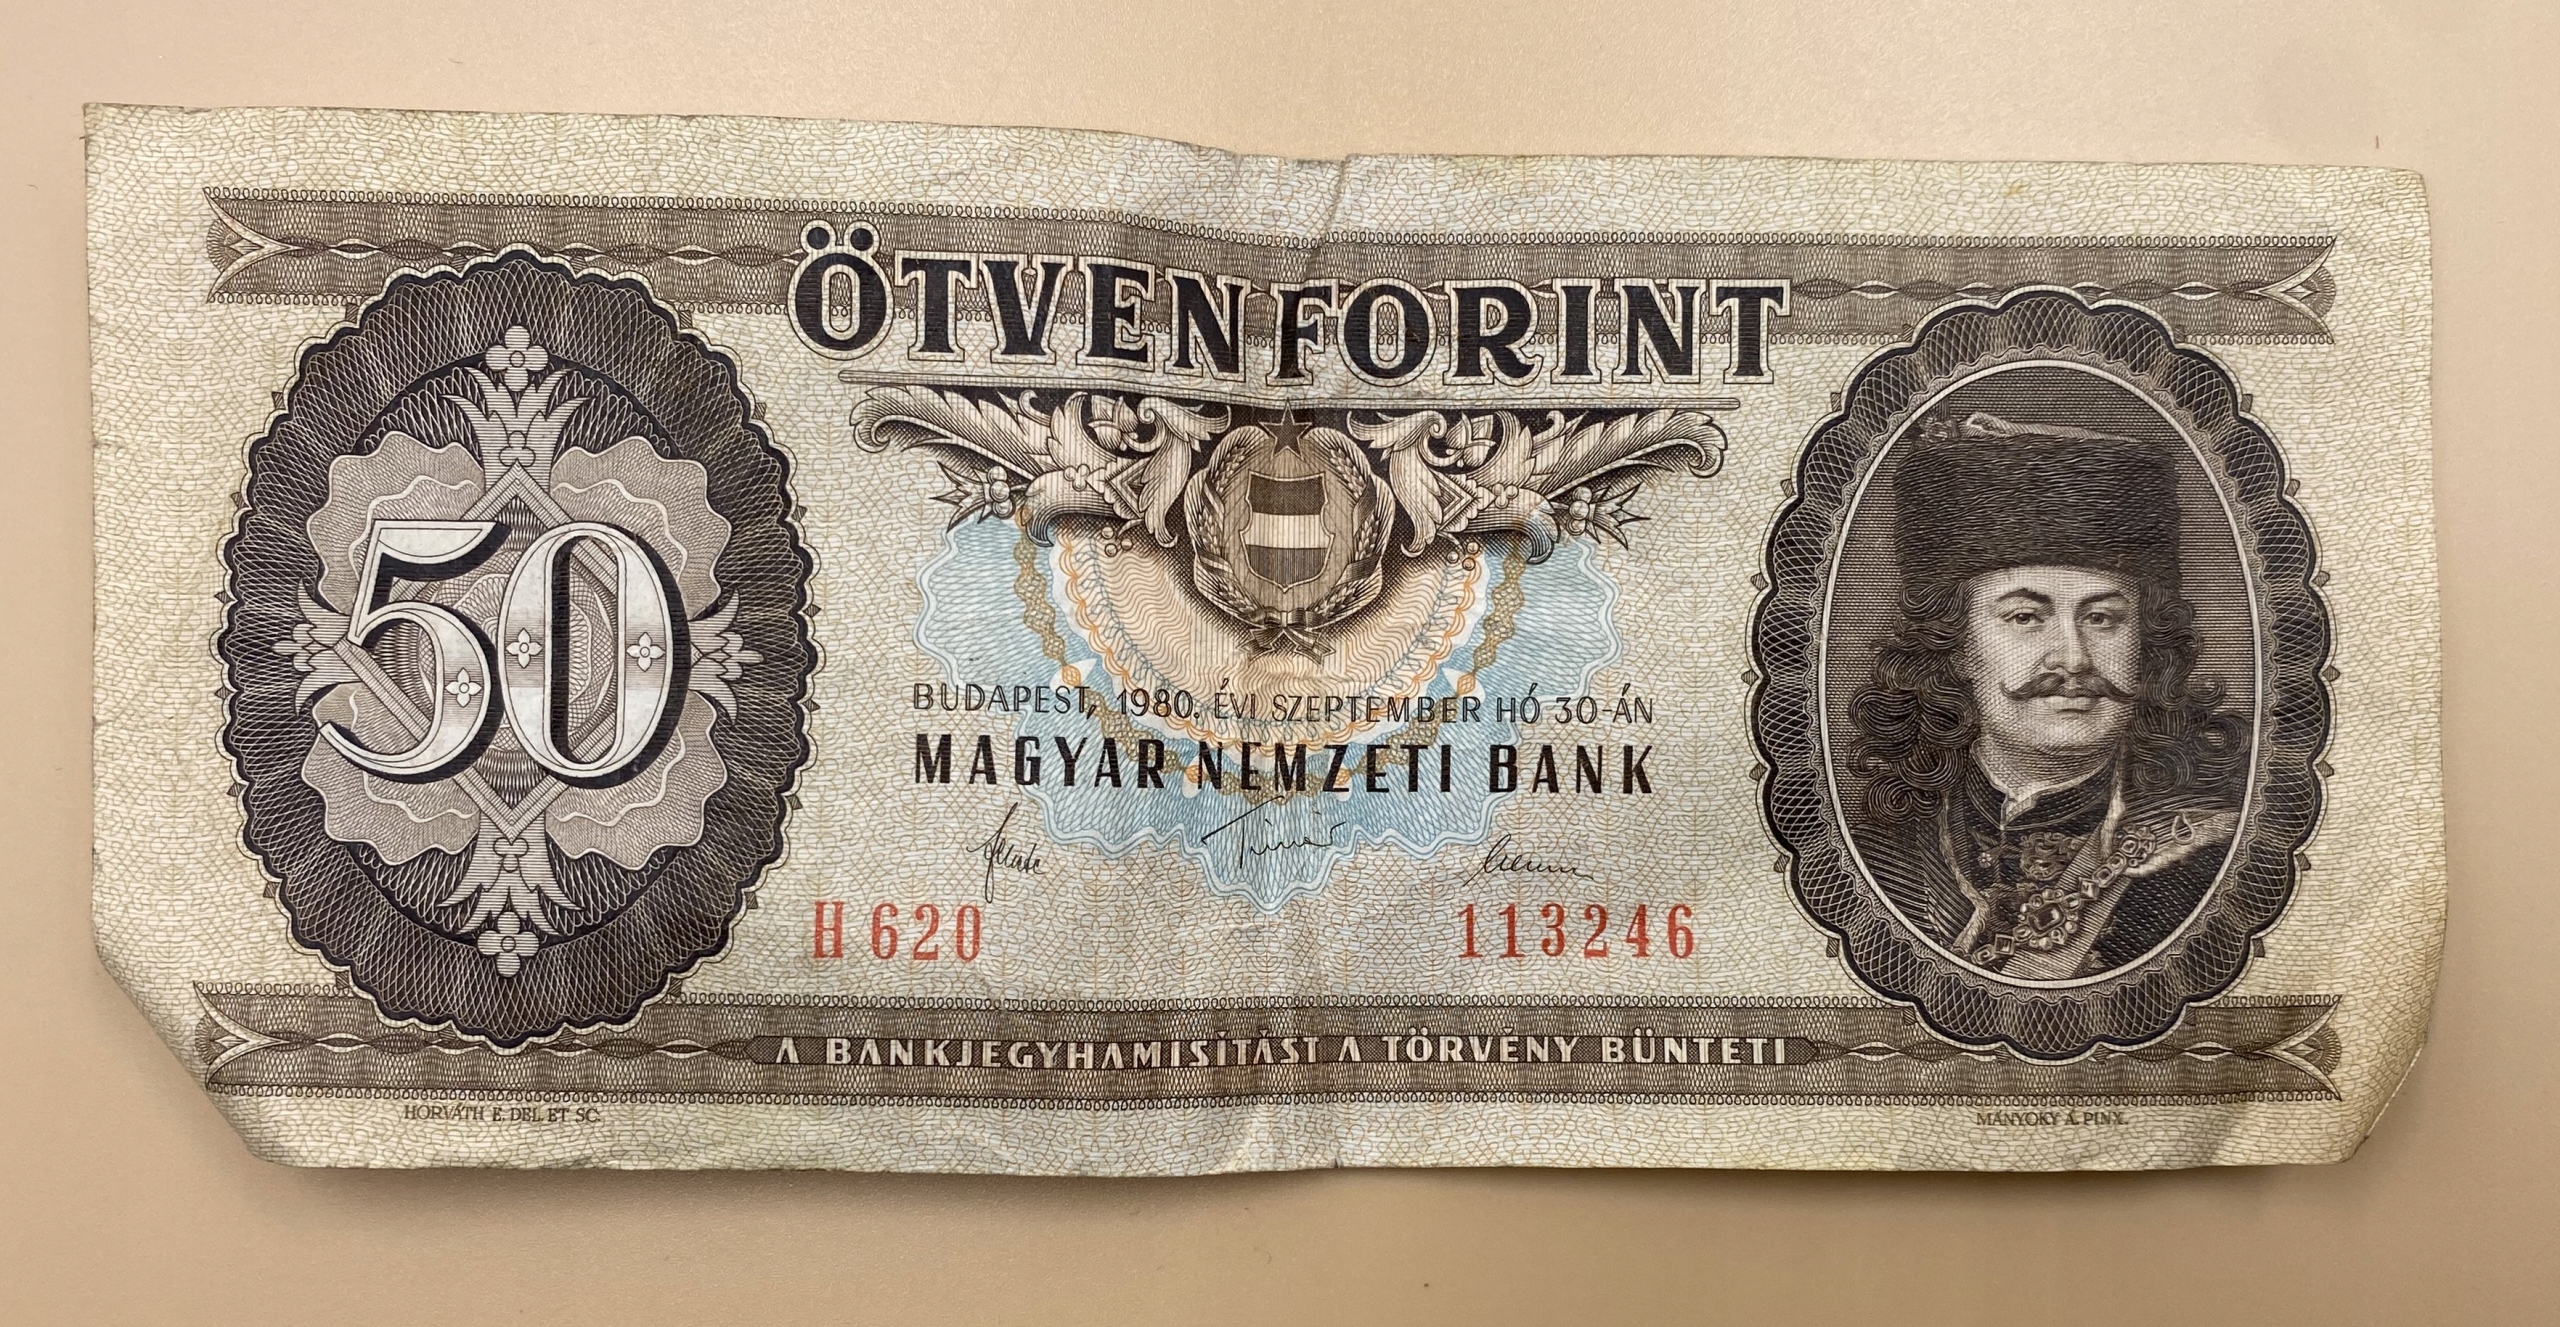 ÖTVEN FORINT
50
BUDAPEST, 1980. ÉVI SZEPTEMBER HÓ 30-ÁN
MAGYAR NEMZETI BANK
H 620 113246
A BANKJEGYHAMISÍTÁST A TÖRVÉNY BÜNTETI
HORVÁTH E. DEL. ET SC. MÁNYOKY Á. PINX.